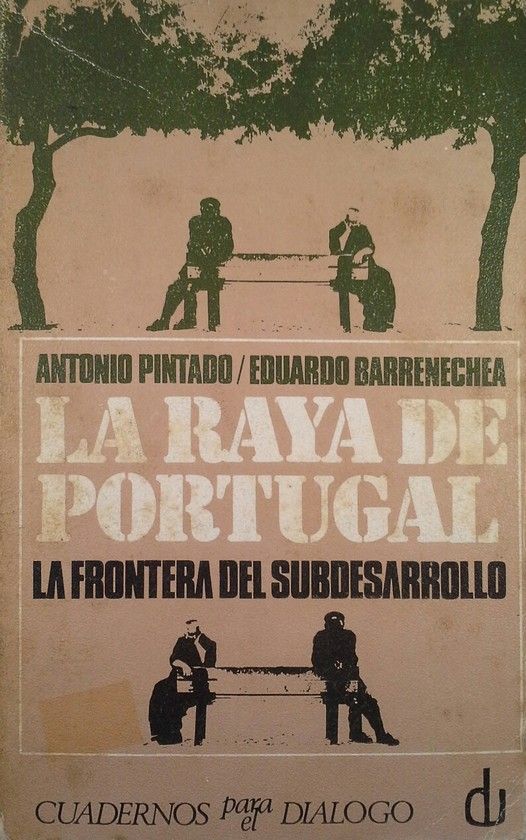 ANTONIO PINTADO / EDUARDO BARRENECHEA
LA RAYA DE
PORTUGAL
LA FRONTERA DEL SUBDESARROLLO
CUADERNOS para el DIALOGO